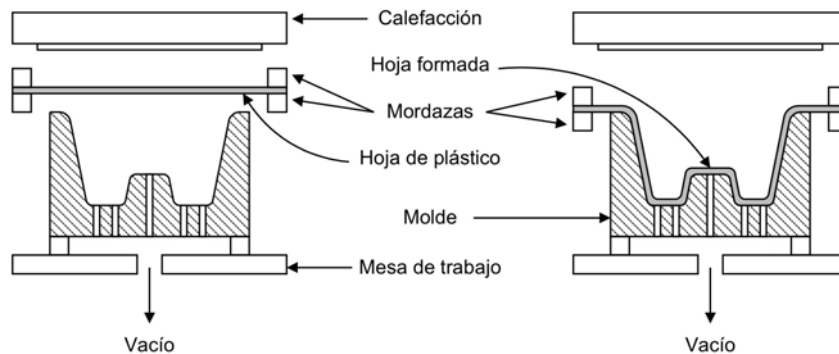 Calefacción
Hoja formada
Mordazas
Hoja de plástico
Molde
Mesa de trabajo
Vacío
Vacío